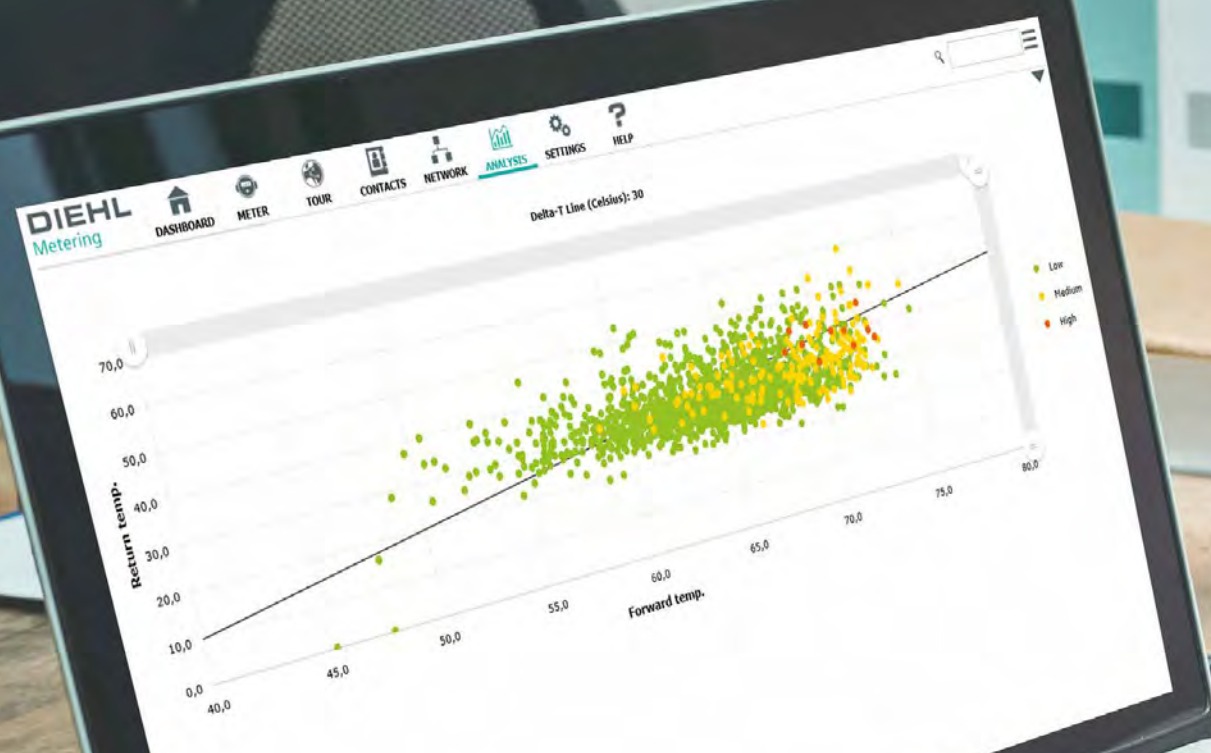 DIEHL
Metering
DASHBOARD
METER
TOUR
CONTACTS
NETWORK
ANALYSIS
SETTINGS
HELP
Delta-T Line (Celsius): 30
Low
Medium
High
Return temp.
70,0
60,0
50,0
40,0
30,0
20,0
10,0
0,0
40,0
45,0
50,0
55,0
60,0
65,0
70,0
75,0
80,0
Forward temp.